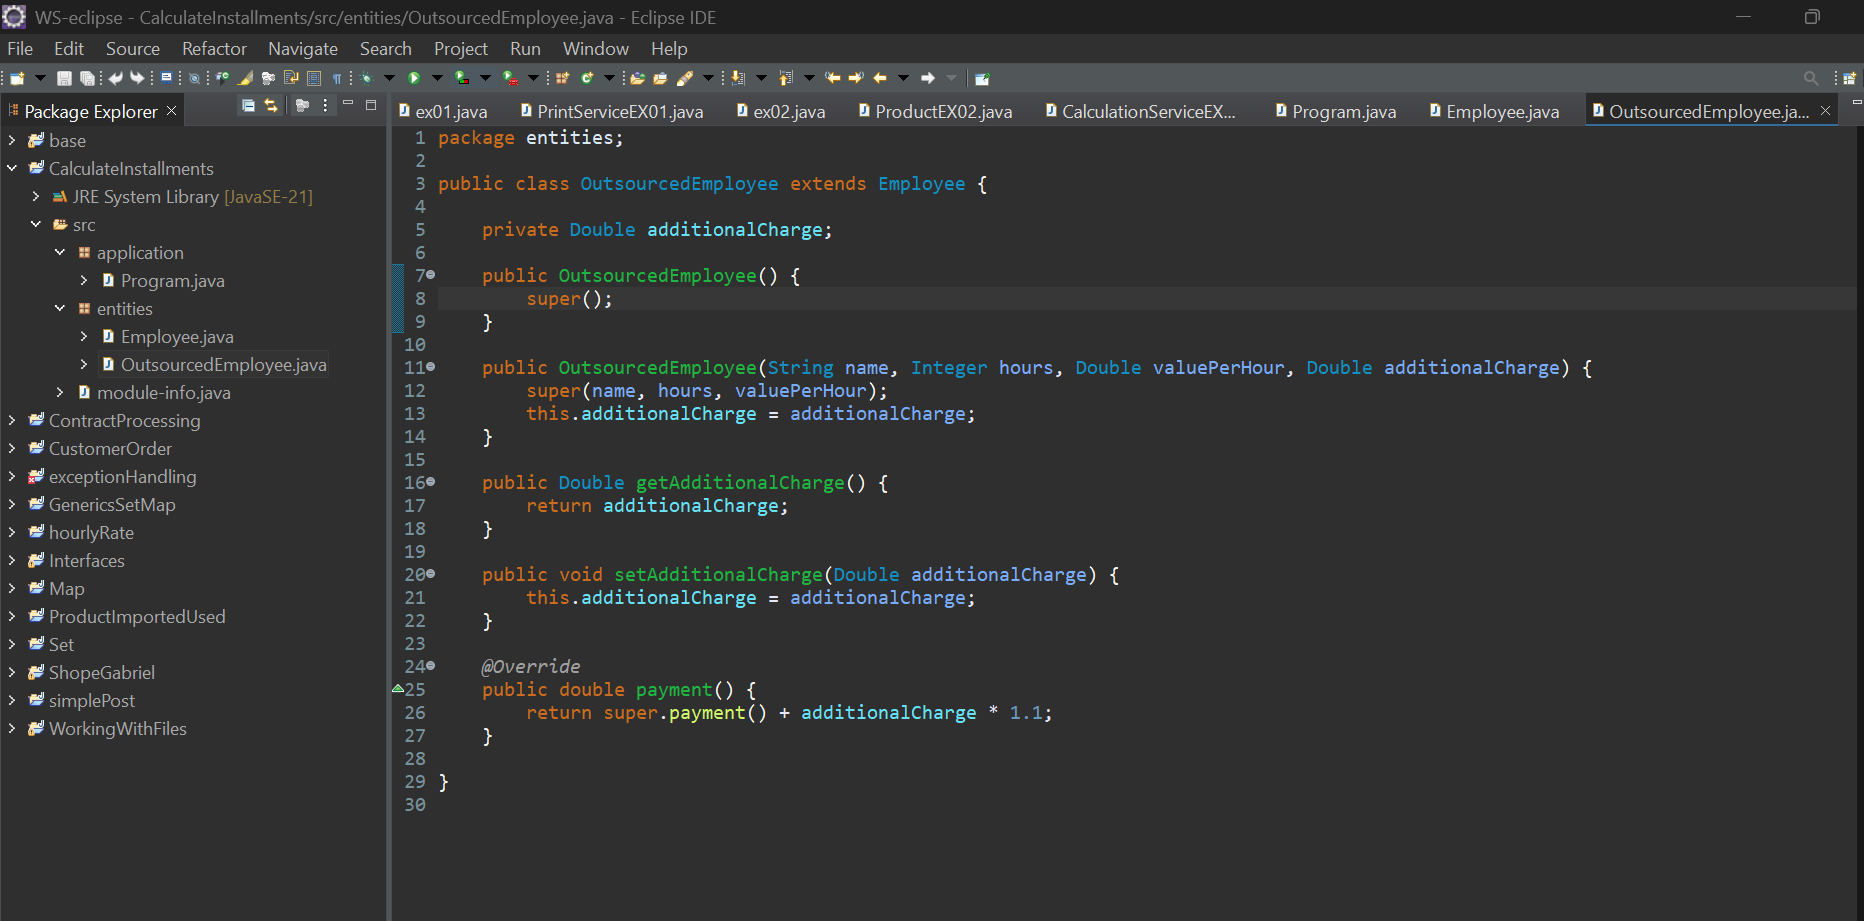 WS-eclipse - CalculateInstallments/src/entities/OutsourcedEmployee.java - Eclipse IDE
File Edit Source Refactor Navigate Search Project Run Window Help
Package Explorer
base
CalculateInstallments
JRE System Library [JavaSE-21]
src
application
Program.java
entities
Employee.java
OutsourcedEmployee.java
module-info.java
ContractProcessing
CustomerOrder
exceptionHandling
GenericsSetMap
hourlyRate
Interfaces
Map
ProductImportedUsed
Set
ShopeGabriel
simplePost
WorkingWithFiles
ex01.java PrintServiceEX01.java ex02.java ProductEX02.java CalculationServiceEX... Program.java Employee.java OutsourcedEmployee.ja...
1 package entities;
2
3 public class OutsourcedEmployee extends Employee {
4
5 private Double additionalCharge;
6
7 public OutsourcedEmployee() {
8 super();
9 }
10
11 public OutsourcedEmployee(String name, Integer hours, Double valuePerHour, Double additionalCharge) {
12 super(name, hours, valuePerHour);
13 this.additionalCharge = additionalCharge;
14 }
15
16 public Double getAdditionalCharge() {
17 return additionalCharge;
18 }
19
20 public void setAdditionalCharge(Double additionalCharge) {
21 this.additionalCharge = additionalCharge;
22 }
23
24 @Override
25 public double payment() {
26 return super.payment() + additionalCharge * 1.1;
27 }
28
29 }
30